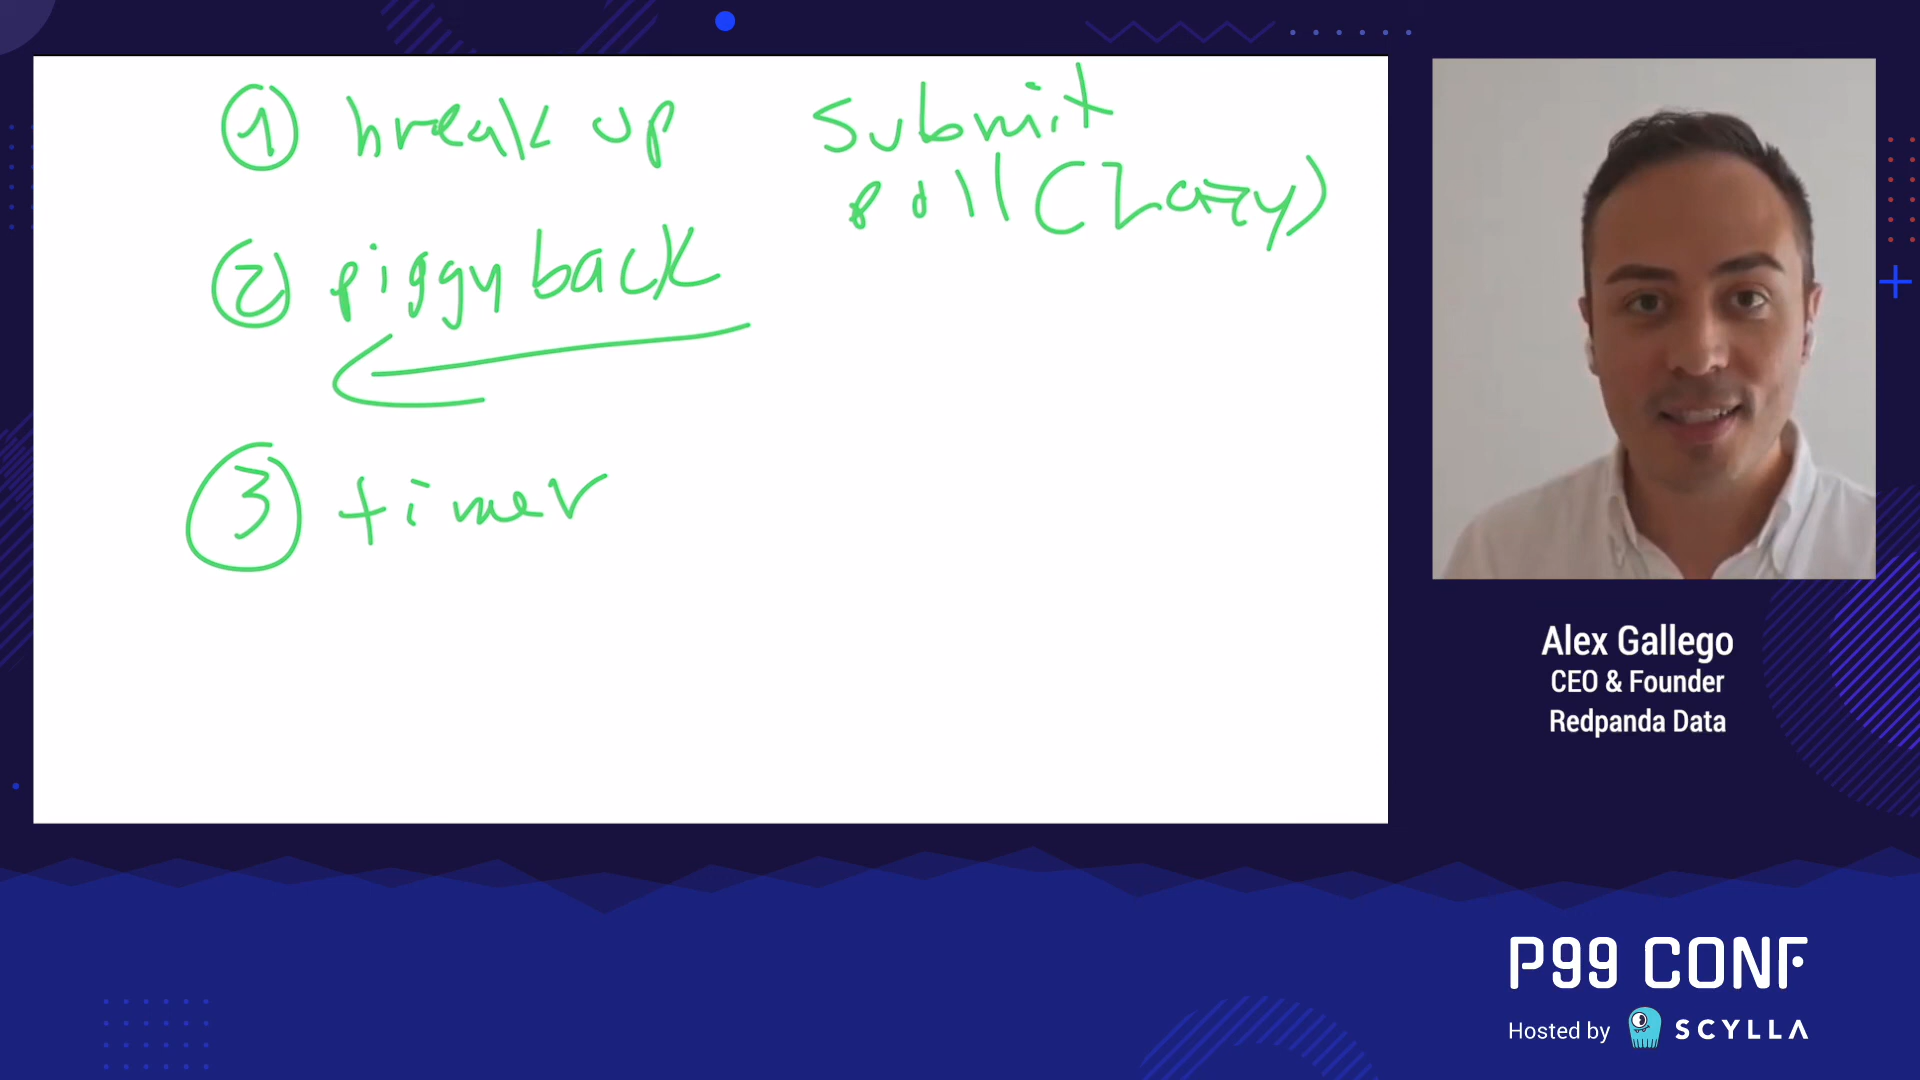 ① break up submit
poll (Lazy)
② piggyback
③ timer
Alex Gallego
CEO & Founder
Redpanda Data
P99 CONF
Hosted by SCYLLA